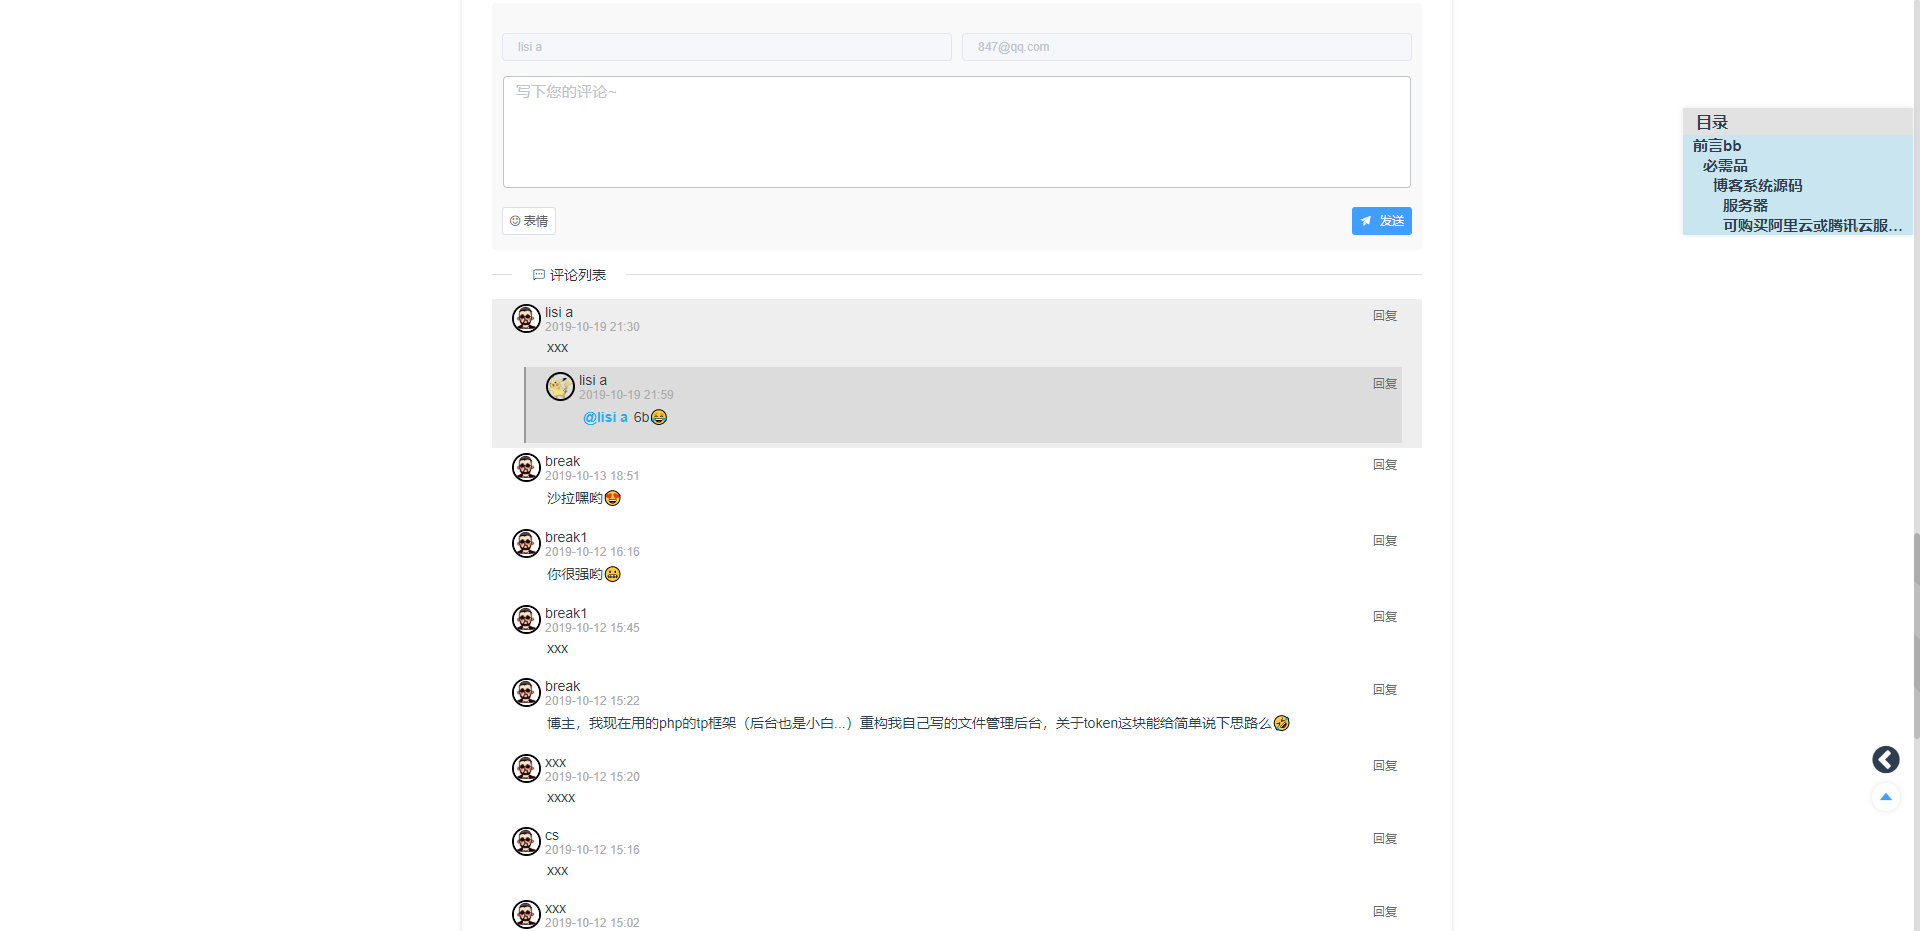 lisi a
847@qq.com
写下您的评论~
表情
发送
评论列表
lisi a
回复
2019-10-19 21:30
xxx
lisi a
回复
2019-10-19 21:59
@lisi a 6b😂
break
回复
2019-10-13 18:51
沙拉嘿哟😍
break1
回复
2019-10-12 16:16
你很强哟😬
break1
回复
2019-10-12 15:45
xxx
break
回复
2019-10-12 15:22
博主，我现在用的php的tp框架（后台也是小白...）重构我自己写的文件管理后台，关于token这块能给简单说下思路么🤣
xxx
回复
2019-10-12 15:20
xxxx
cs
回复
2019-10-12 15:16
xxx
xxx
回复
2019-10-12 15:02
目录
前言bb
必需品
博客系统源码
服务器
可购买阿里云或腾讯云服...